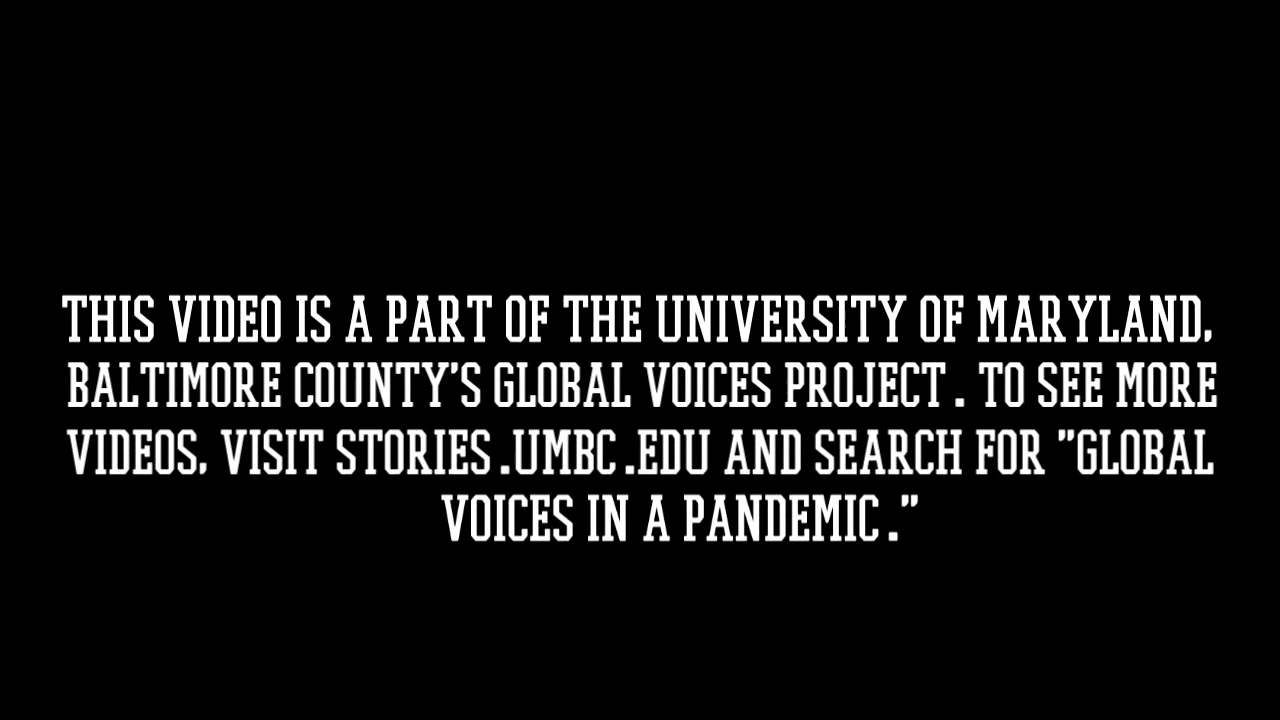 THIS VIDEO IS A PART OF THE UNIVERSITY OF MARYLAND,
BALTIMORE COUNTY'S GLOBAL VOICES PROJECT. TO SEE MORE
VIDEOS, VISIT STORIES.UMBC.EDU AND SEARCH FOR "GLOBAL
VOICES IN A PANDEMIC."